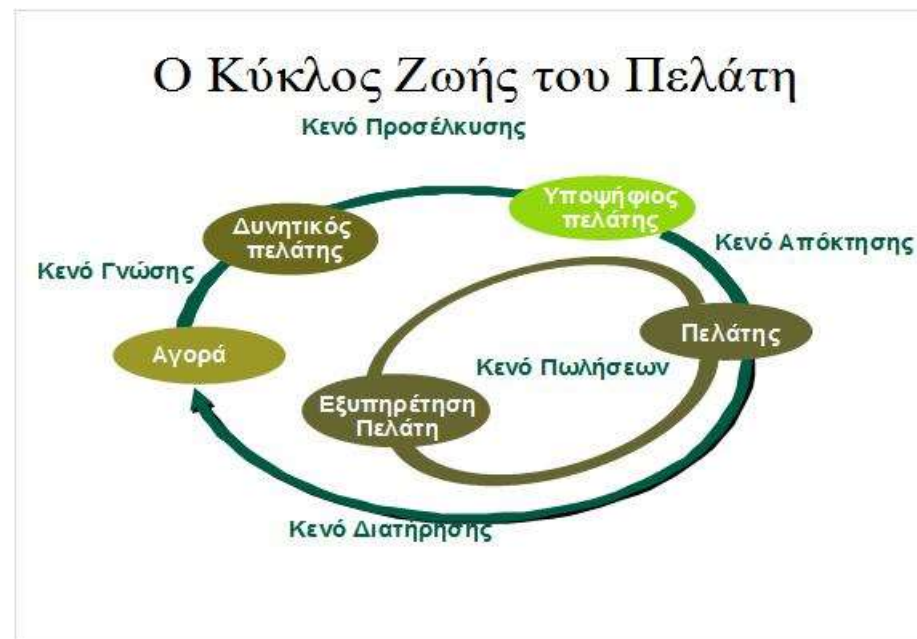 Ο Κύκλος Ζωής του Πελάτη
Κενό Προσέλκυσης
Υποψήφιος
πελάτης
Δυνητικός
πελάτης
Κενό Απόκτησης
Κενό Γνώσης
Πελάτης
Αγορά
Κενό Πωλήσεων
Εξυπηρέτηση
Πελάτη
Κενό Διατήρησης